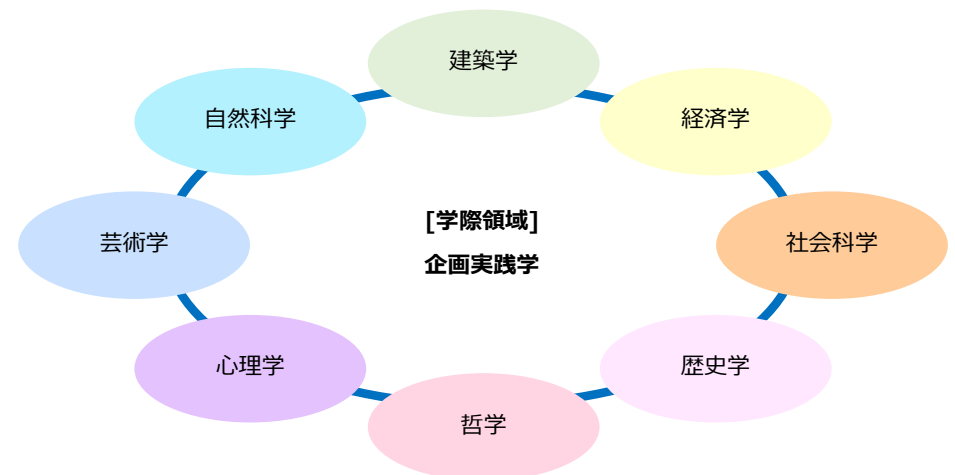 建築学
自然科学
経済学
[学際領域]
企画実践学
芸術学
社会科学
心理学
歴史学
哲学